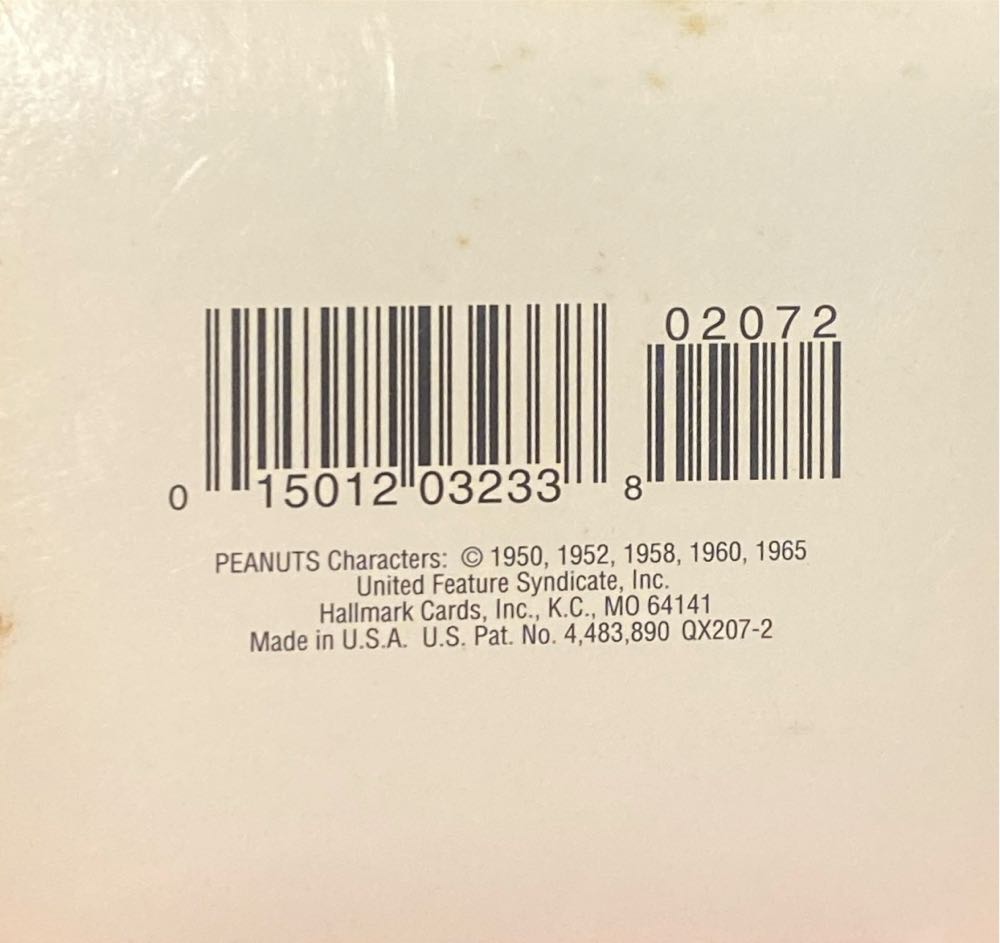 02072
0 15012 03233 8
PEANUTS Characters: © 1950, 1952, 1958, 1960, 1965
United Feature Syndicate, Inc.
Hallmark Cards, Inc., K.C., MO 64141
Made in U.S.A. U.S. Pat. No. 4,483,890 QX207-2